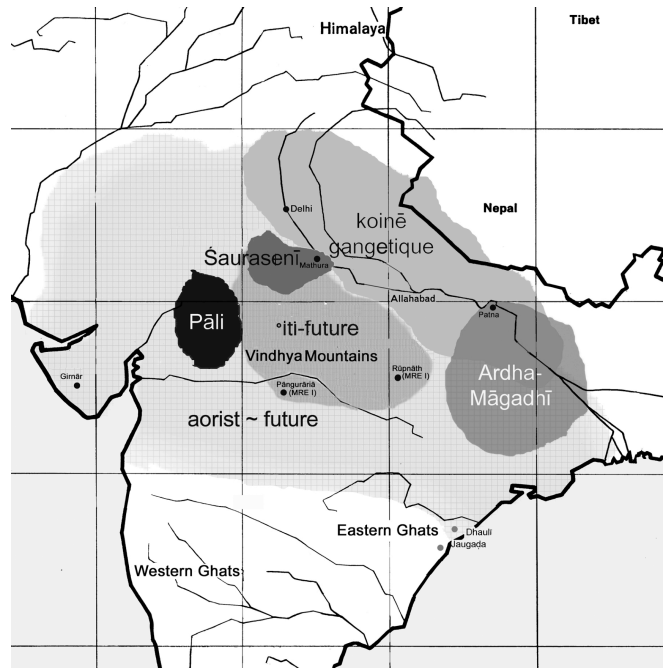 Tibet
Himalaya
Nepal
Delhi
koinē
gangetique
Śaurasenī
Mathura
Allahabad
Patna
Pāli
°iti-future
Vindhya Mountains
Girnār
Rūpnāth
(MRE I)
Pāngurāriā
(MRE I)
Ardha-
Māgadhī
aorist ~ future
Eastern Ghats
Dhauli
Jaugaḍa
Western Ghats